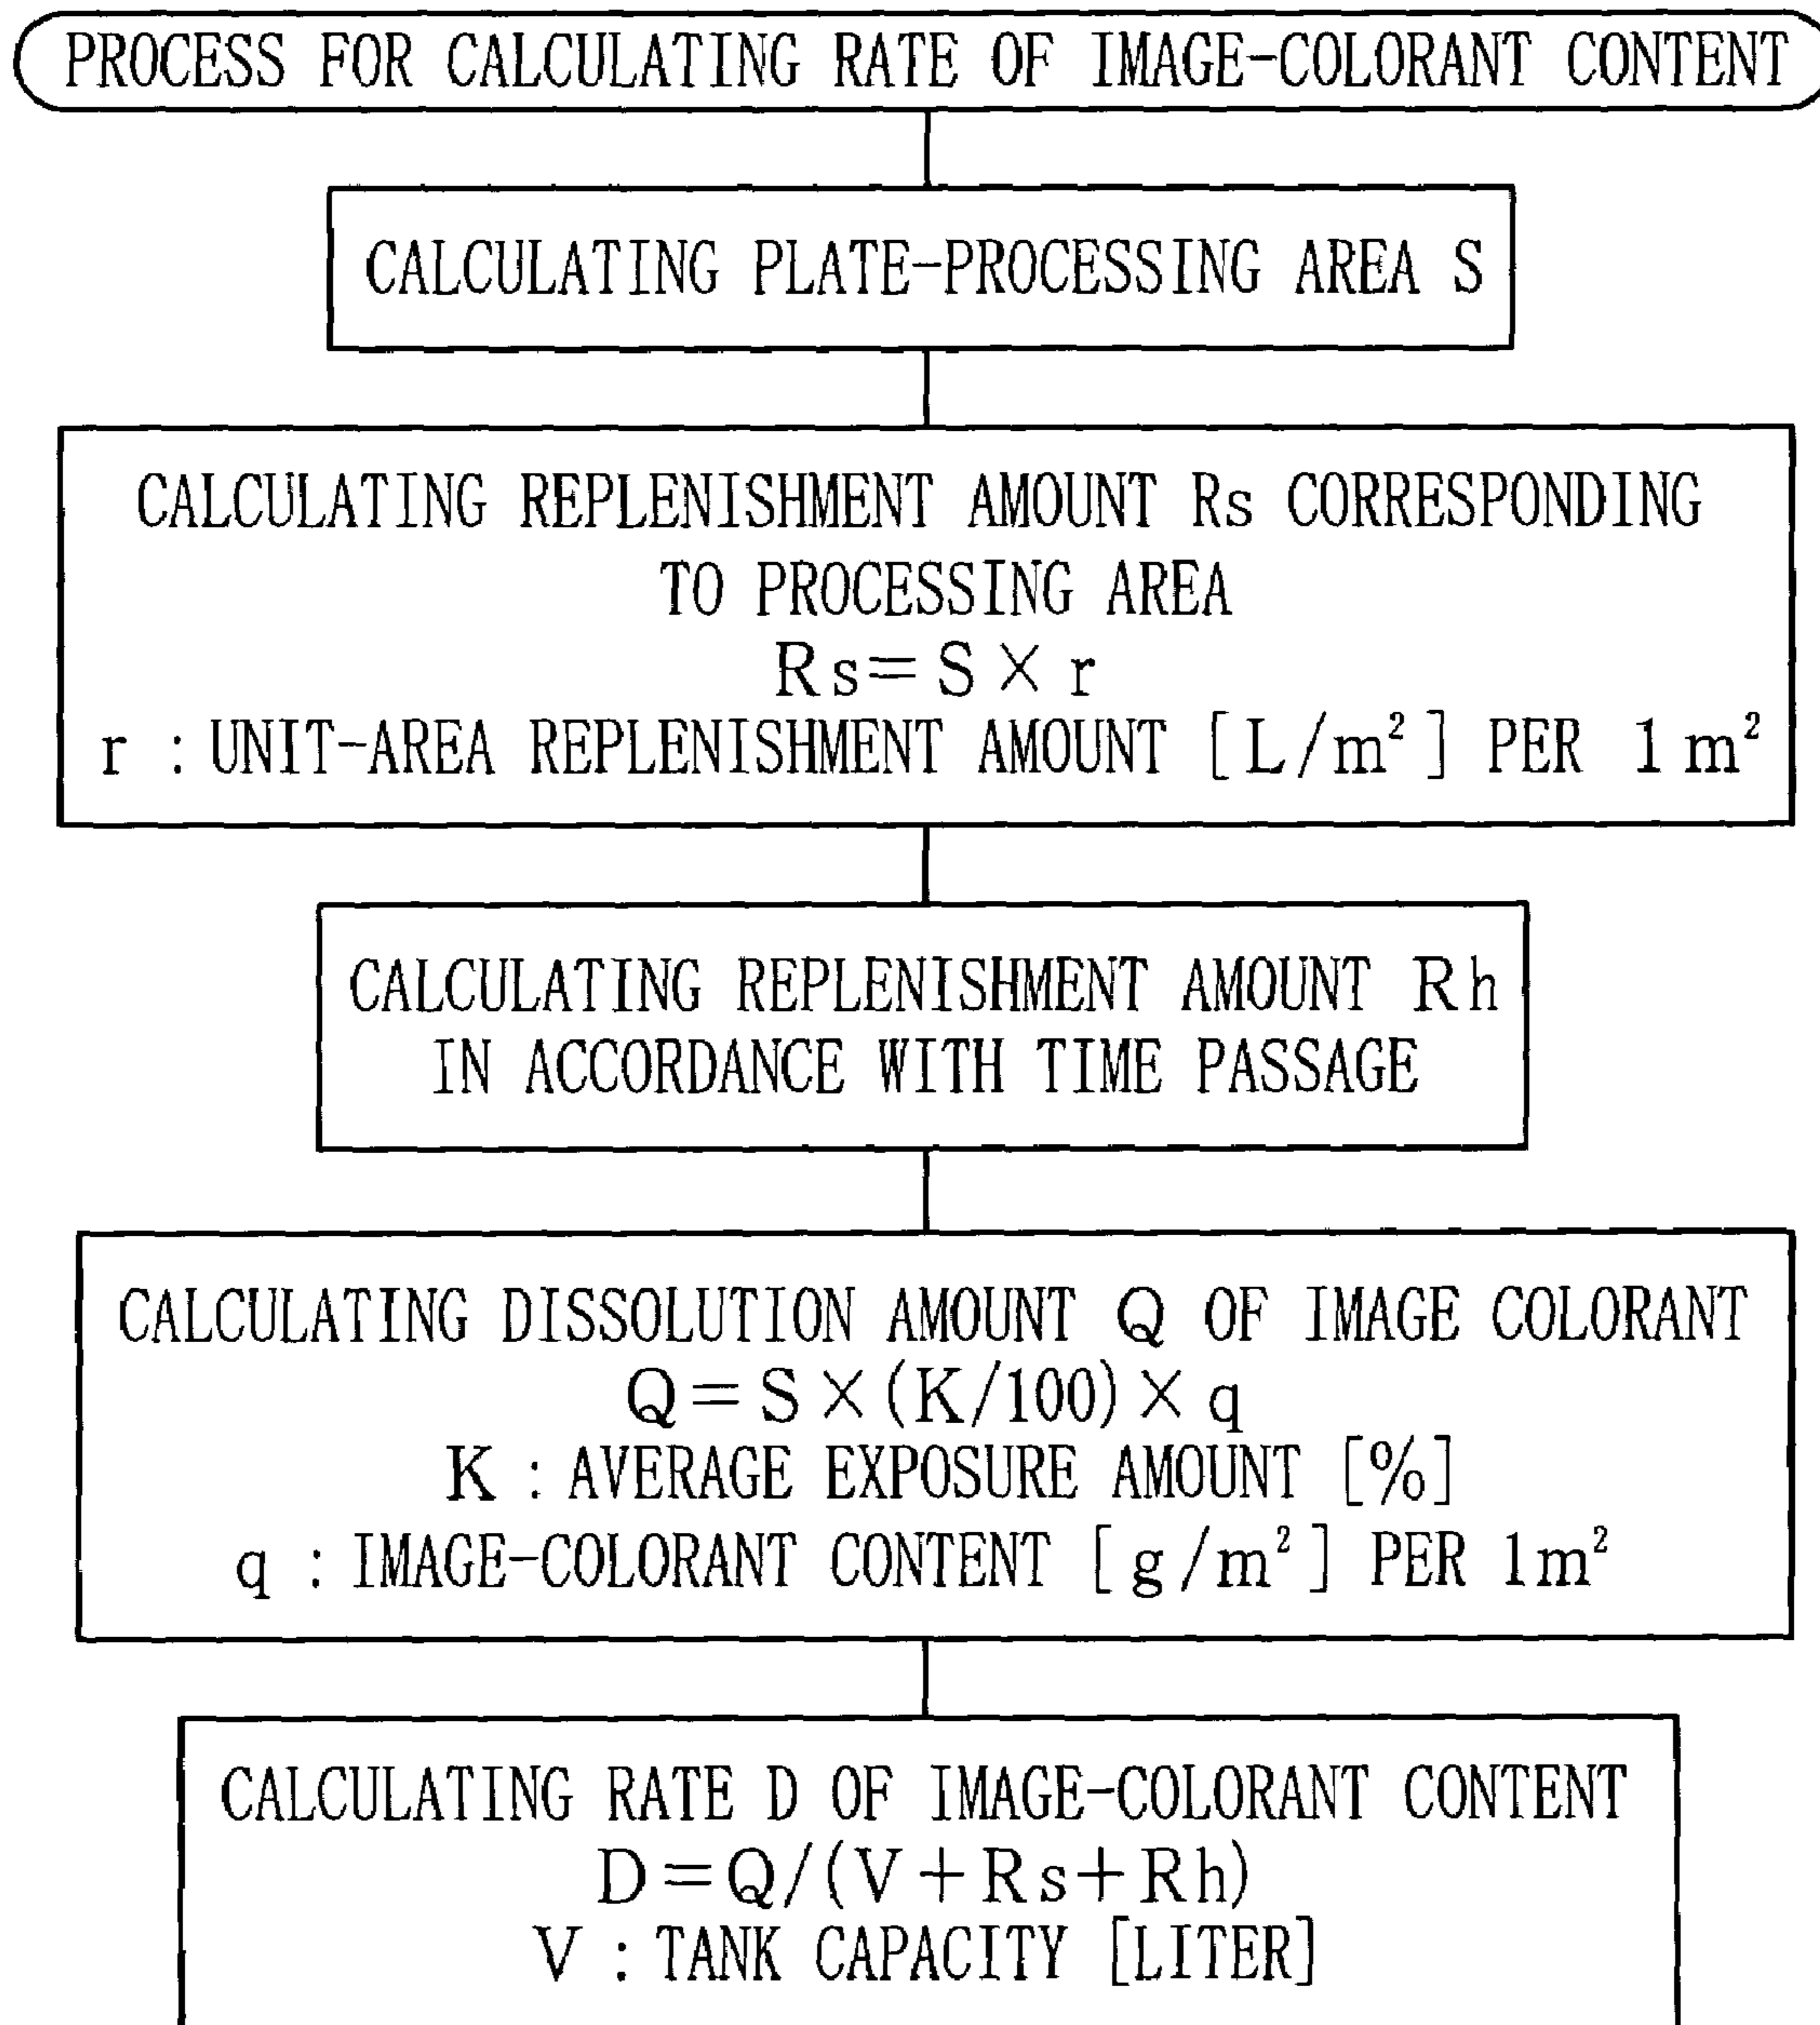 PROCESS FOR CALCULATING RATE OF IMAGE-COLORANT CONTENT
CALCULATING PLATE-PROCESSING AREA S
CALCULATING REPLENISHMENT AMOUNT Rs CORRESPONDING
TO PROCESSING AREA
Rs=S×r
r : UNIT-AREA REPLENISHMENT AMOUNT [L/m²] PER 1m²
CALCULATING REPLENISHMENT AMOUNT Rh
IN ACCORDANCE WITH TIME PASSAGE
CALCULATING DISSOLUTION AMOUNT Q OF IMAGE COLORANT
Q=S×(K/100)×q
K : AVERAGE EXPOSURE AMOUNT [%]
q : IMAGE-COLORANT CONTENT [g/m²] PER 1m²
CALCULATING RATE D OF IMAGE-COLORANT CONTENT
D=Q/(V+Rs+Rh)
V : TANK CAPACITY [LITER]